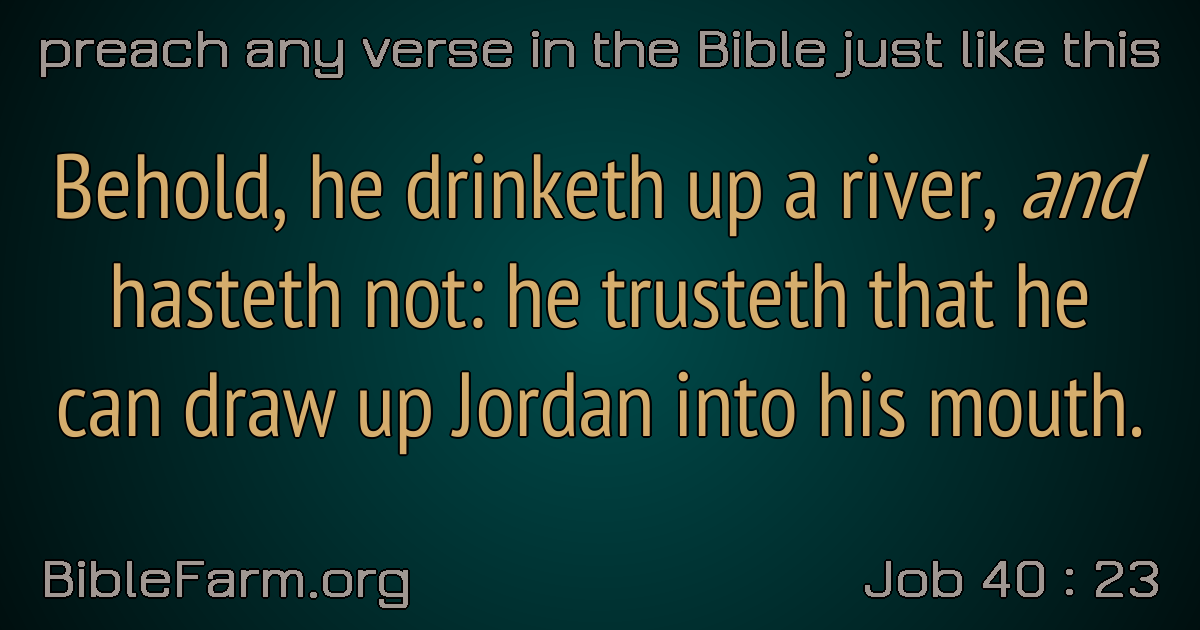 preach any verse in the Bible just like this
Behold, he drinketh up a river, and
hasteth not: he trusteth that he
can draw up Jordan into his mouth.
BibleFarm.org
Job 40 : 23